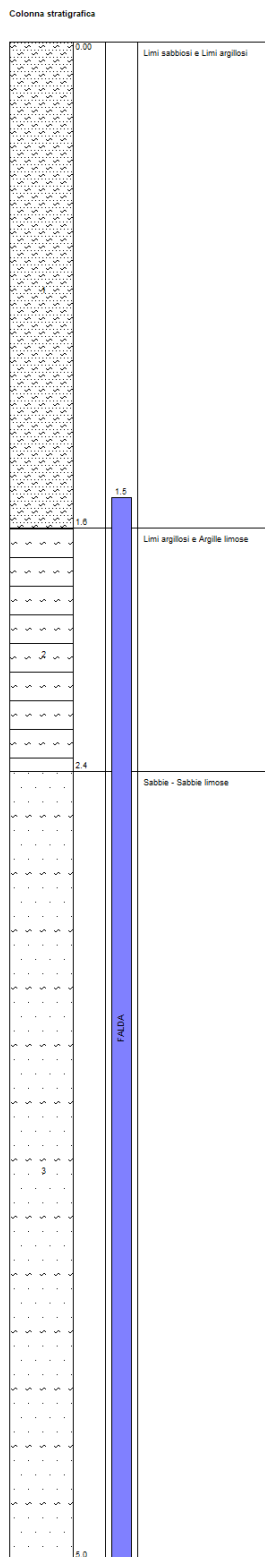 Colonna stratigrafica
0.00
Limi sabbiosi e Limi argillosi
1
1.5
1.6
Limi argillosi e Argille limose
2
2.4
Sabbie - Sabbie limose
FALDA
3
5.0